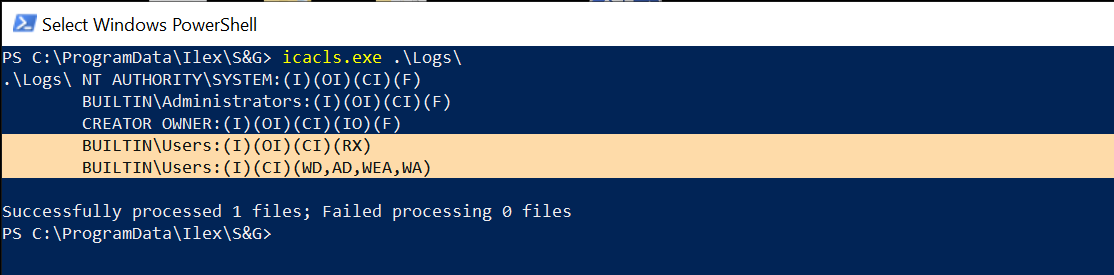 Select Windows PowerShell
PS C:\ProgramData\Ilex\S&G> icacls.exe .\Logs\
.\Logs\ NT AUTHORITY\SYSTEM:(I)(OI)(CI)(F)
BUILTIN\Administrators:(I)(OI)(CI)(F)
CREATOR OWNER:(I)(OI)(CI)(IO)(F)
BUILTIN\Users:(I)(OI)(CI)(RX)
BUILTIN\Users:(I)(CI)(WD,AD,WEA,WA)
Successfully processed 1 files; Failed processing 0 files
PS C:\ProgramData\Ilex\S&G>